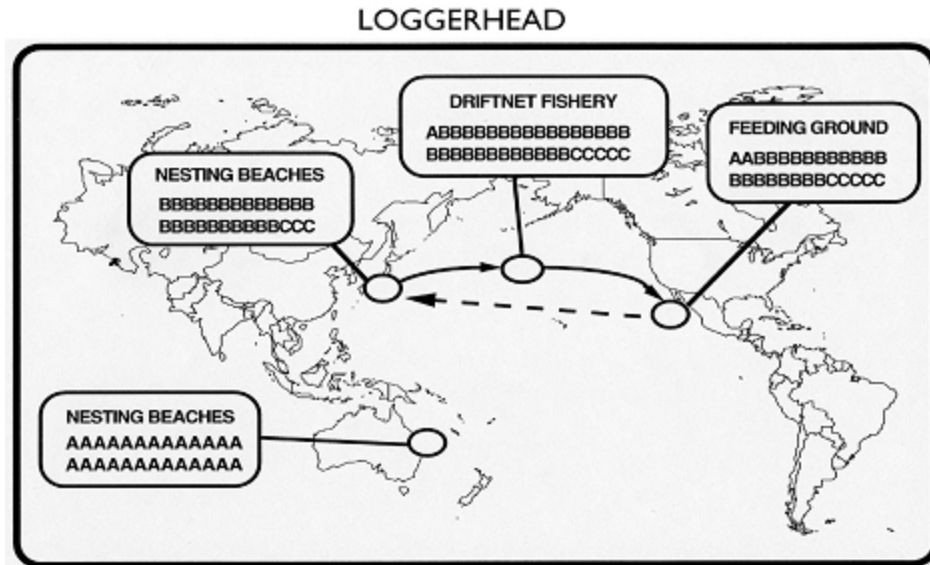 LOGGERHEAD
DRIFTNET FISHERY
ABBBBBBBBBBBBBBBB
BBBBBBBBBBBBCCCCC
FEEDING GROUND
AABBBBBBBBBBB
BBBBBBBBCCCCC
NESTING BEACHES
BBBBBBBBBBBBB
BBBBBBBBBBCCC
NESTING BEACHES
AAAAAAAAAAAAA
AAAAAAAAAAAAA